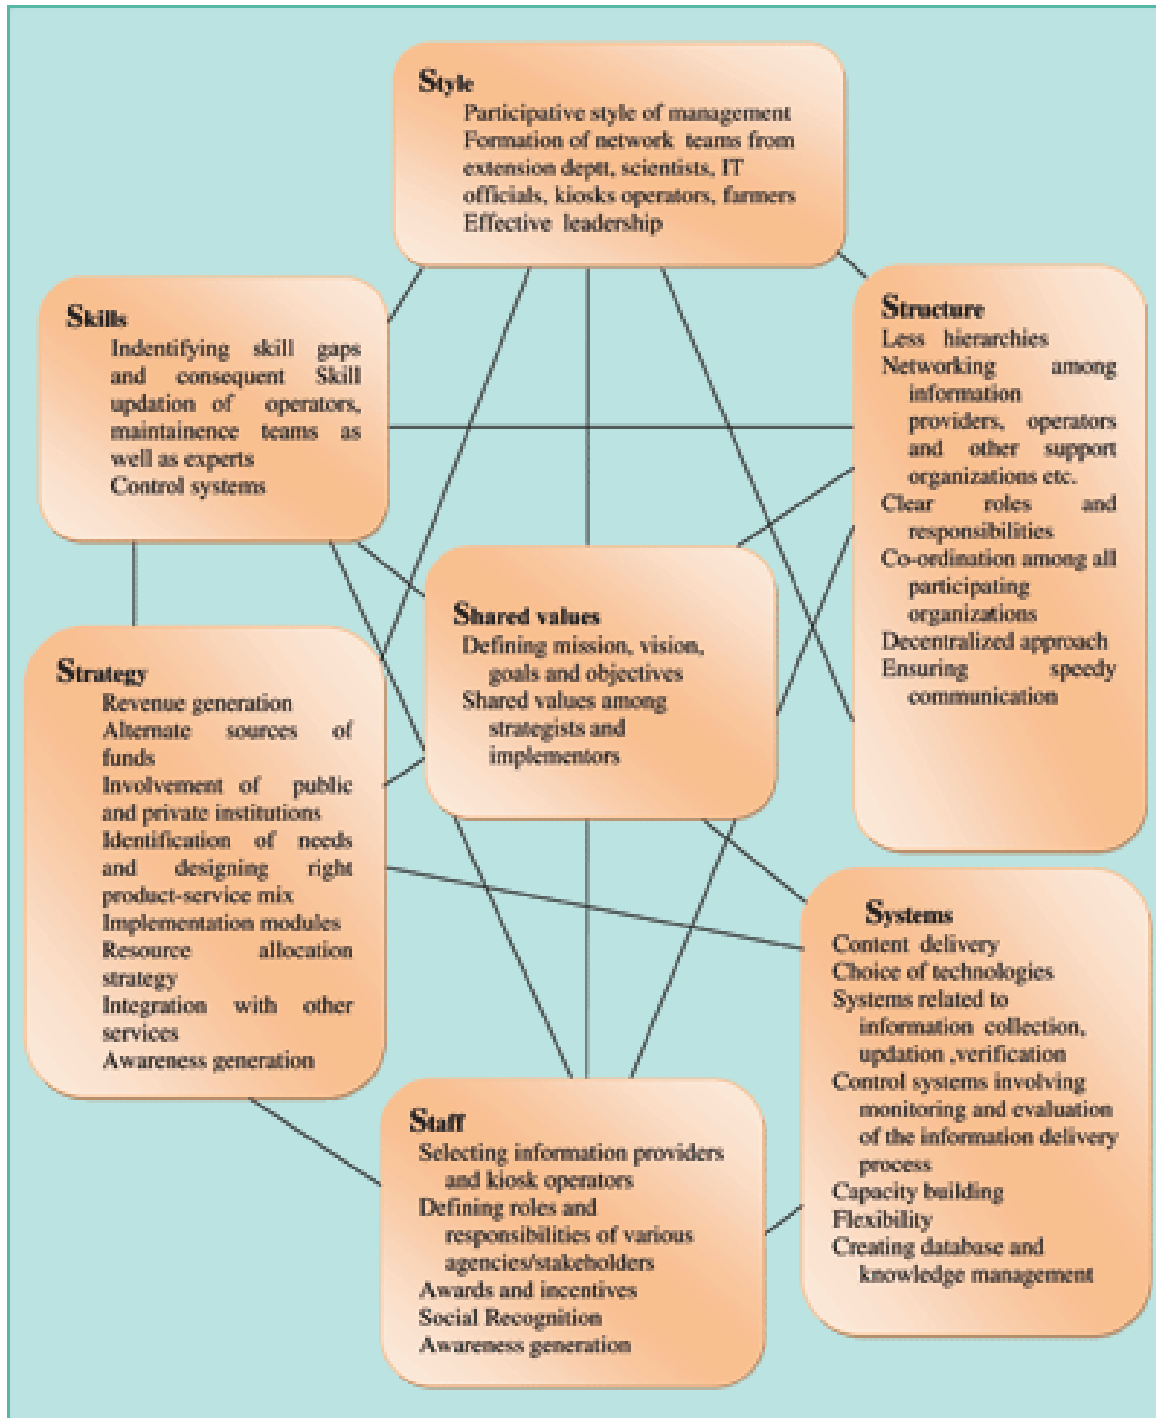 Style
Participative style of management
Formation of network teams from
extension deptt, scientists, IT
officials, kiosks operators, farmers
Effective leadership
Skills
Indentifying skill gaps
and consequent Skill
updation of operators,
maintainence teams as
well as experts
Control systems
Structure
Less hierarchies
Networking among
information
providers, operators
and other support
organizations etc.
Clear roles and
responsibilities
Co-ordination among all
participating
organizations
Decentralized approach
Ensuring speedy
communication
Shared values
Defining mission, vision,
goals and objectives
Shared values among
strategists and
implementors
Strategy
Revenue generation
Alternate sources of
funds
Involvement of public
and private institutions
Identification of needs
and designing right
product-service mix
Implementation modules
Resource allocation
strategy
Integration with other
services
Awareness generation
Systems
Content delivery
Choice of technologies
Systems related to
information collection,
updation ,verification
Control systems involving
monitoring and evaluation
of the information delivery
process
Capacity building
Flexibility
Creating database and
knowledge management
Staff
Selecting information providers
and kiosk operators
Defining roles and
responsibilities of various
agencies/stakeholders
Awards and incentives
Social Recognition
Awareness generation